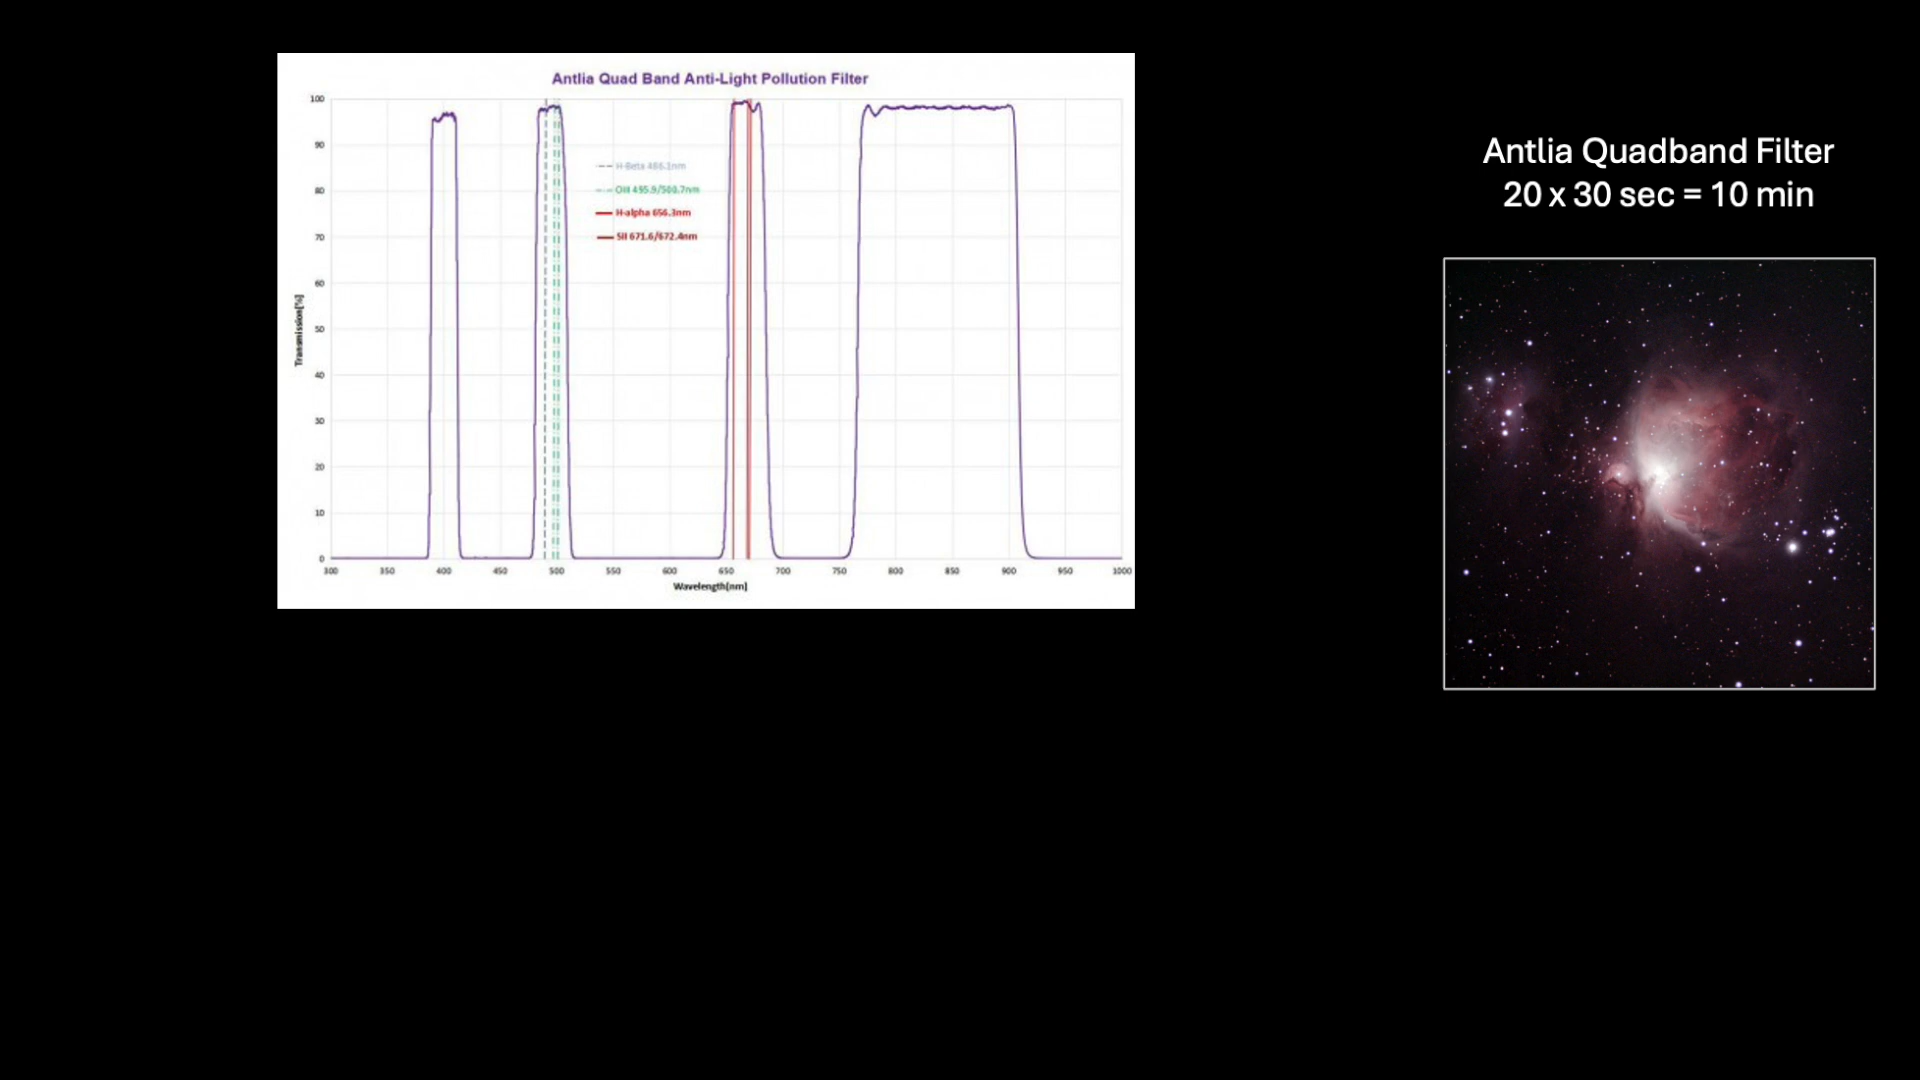 Antlia Quad Band Anti-Light Pollution Filter
100
90
80
70
60
50
40
30
20
10
0
Transmission[%]
H-Beta 486.1nm
OIII 495.9/500.7nm
H-alpha 656.3nm
SII 671.6/672.4nm
300 350 400 450 500 550 600 650 700 750 800 850 900 950 1000
Wavelength[nm]
Antlia Quadband Filter
20 x 30 sec = 10 min